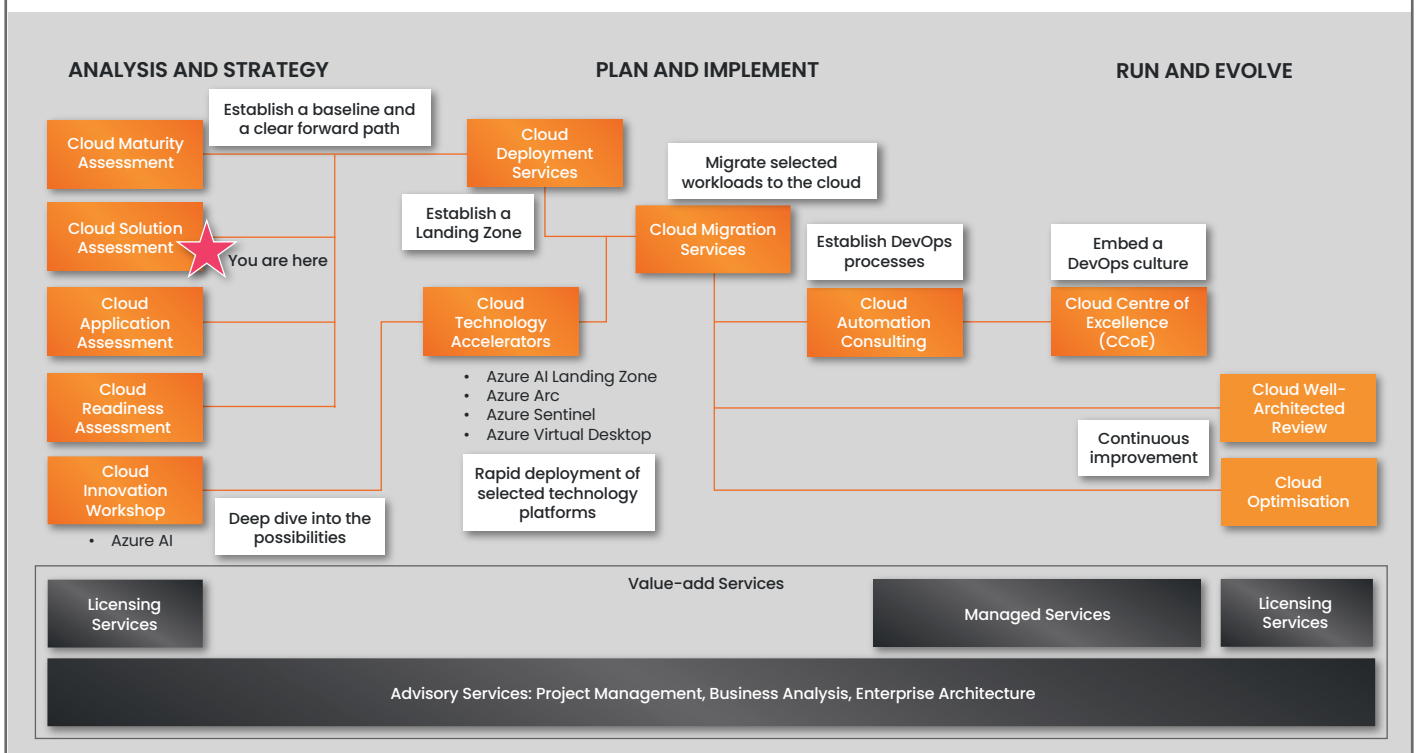 ANALYSIS AND STRATEGY
PLAN AND IMPLEMENT
RUN AND EVOLVE
Establish a baseline and
a clear forward path
Cloud Maturity
Assessment
Cloud Solution
Assessment
You are here
Cloud
Application
Assessment
Cloud
Readiness
Assessment
Cloud
Innovation
Workshop
• Azure AI
Deep dive into the
possibilities
Cloud
Deployment
Services
Establish a
Landing Zone
Cloud
Technology
Accelerators
• Azure AI Landing Zone
• Azure Arc
• Azure Sentinel
• Azure Virtual Desktop
Rapid deployment of
selected technology
platforms
Migrate selected
workloads to the cloud
Cloud Migration
Services
Establish DevOps
processes
Cloud
Automation
Consulting
Embed a
DevOps culture
Cloud Centre of
Excellence
(CCoE)
Cloud Well-
Architected
Review
Continuous
improvement
Cloud
Optimisation
Value-add Services
Licensing
Services
Managed Services
Licensing
Services
Advisory Services: Project Management, Business Analysis, Enterprise Architecture